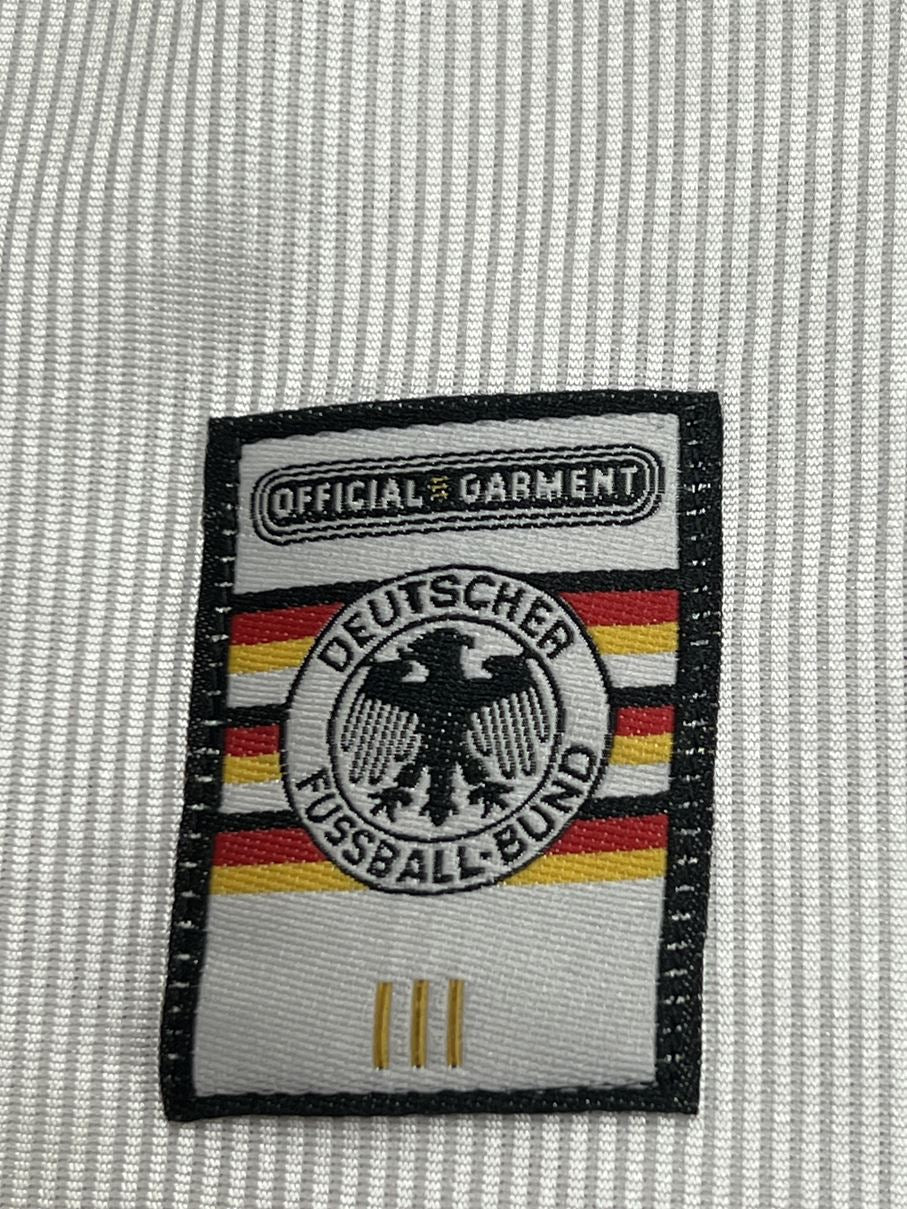 OFFICIAL GARMENT
DEUTSCHER
FUSSBALL-BUND